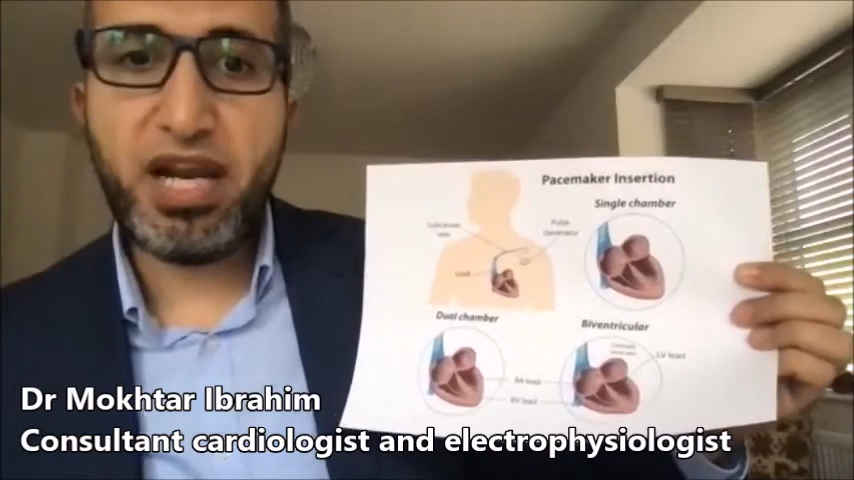 Pacemaker Insertion
Single chamber
Subclavian
vein
Pulse
Generator
Lead
Dual chamber
Biventricular
LV lead
RA lead
RV lead
Dr Mokhtar Ibrahim
Consultant cardiologist and electrophysiologist